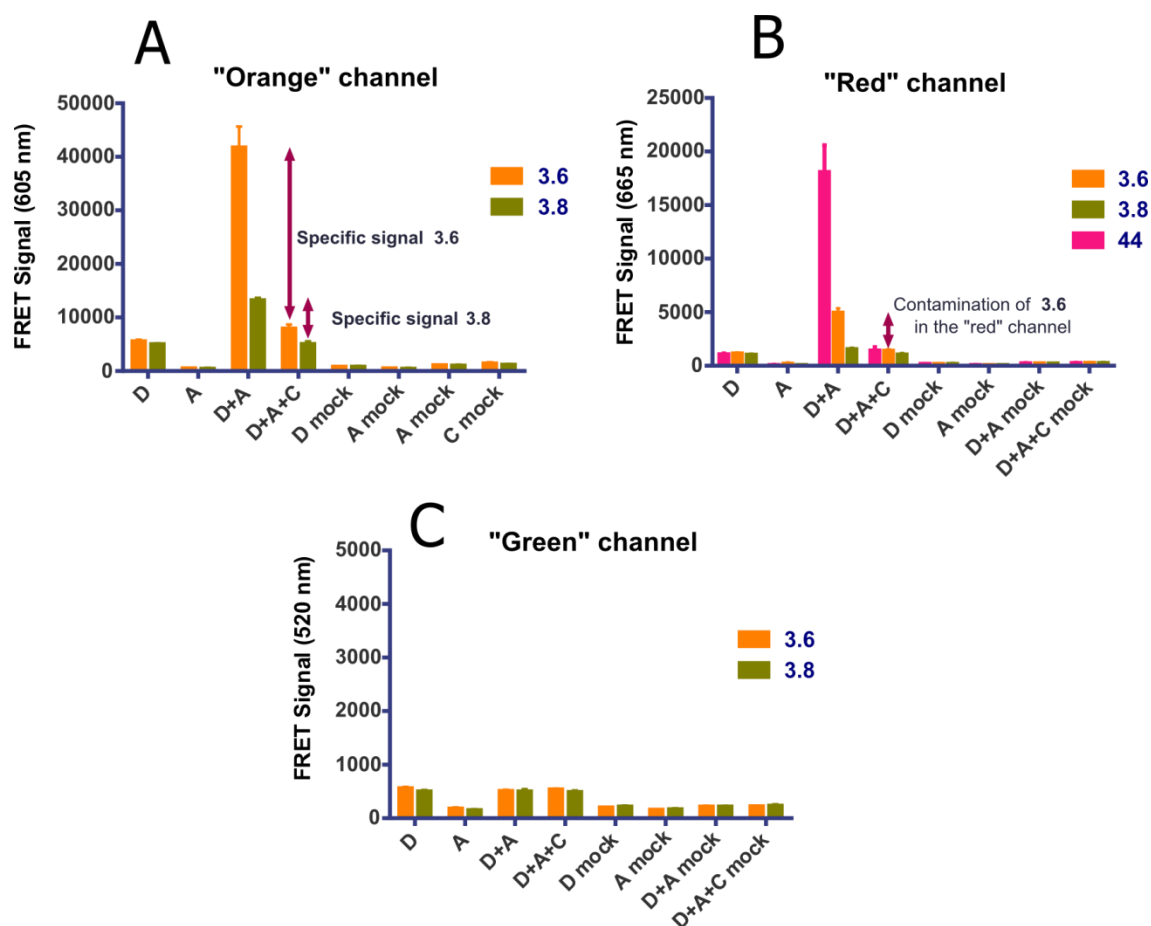 A
"Orange" channel
FRET Signal (605 nm)
50000
40000
30000
20000
10000
0
3.6
3.8
Specific signal 3.6
Specific signal 3.8
D
A
D+A
D+A+C
D mock
A mock
A mock
C mock
B
"Red" channel
FRET Signal (665 nm)
25000
20000
15000
10000
5000
0
3.6
3.8
44
Contamination of 3.6
in the "red" channel
D
A
D+A
D+A+C
D mock
A mock
D+A mock
D+A+C mock
C
"Green" channel
FRET Signal (520 nm)
5000
4000
3000
2000
1000
0
3.6
3.8
D
A
D+A
D+A+C
D mock
A mock
D+A mock
D+A+C mock